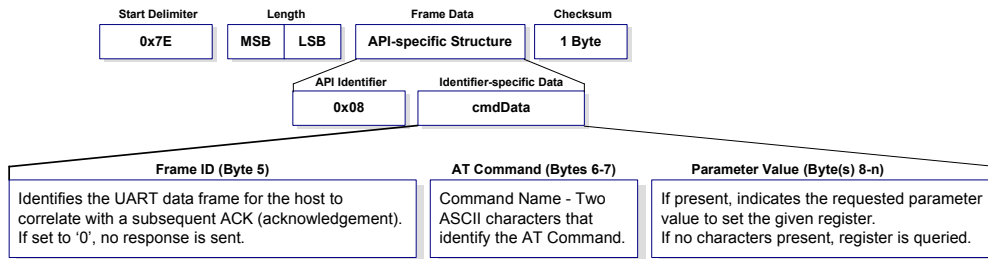 Start Delimiter
Length
Frame Data
Checksum
0x7E
MSB
LSB
API-specific Structure
1 Byte
API Identifier
Identifier-specific Data
0x08
cmdData
Frame ID (Byte 5)
Identifies the UART data frame for the host to
correlate with a subsequent ACK (acknowledgement).
If set to ‘0’, no response is sent.
AT Command (Bytes 6-7)
Command Name - Two
ASCII characters that
identify the AT Command.
Parameter Value (Byte(s) 8-n)
If present, indicates the requested parameter
value to set the given register.
If no characters present, register is queried.